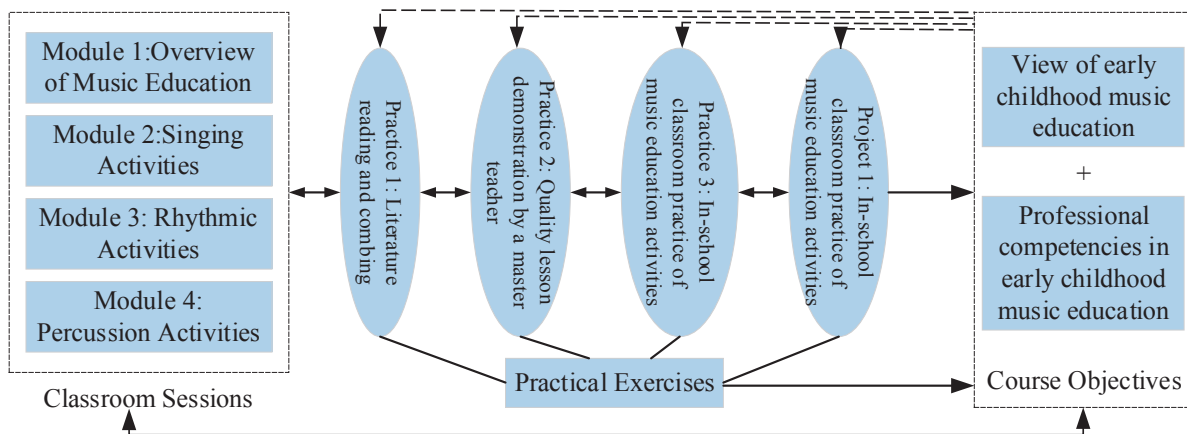 Module 1:Overview
of Music Education
Module 2:Singing
Activities
Module 3: Rhythmic
Activities
Module 4:
Percussion Activities
Classroom Sessions
Practice 1: Literature
reading and combing
Practice 2: Quality lesson
demonstration by a master
teacher
Practice 3: In-school
classroom practice of
music education activities
Project 1: In-school
classroom practice of
music education activities
Practical Exercises
View of early
childhood music
education
+
Professional
competencies in
early childhood
music education
Course Objectives